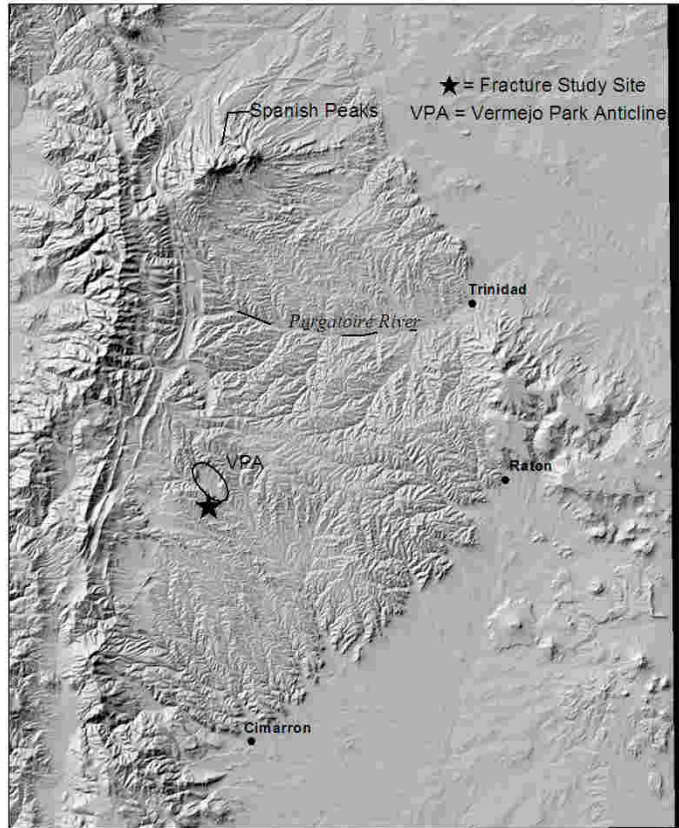 ★ = Fracture Study Site
Spanish Peaks
VPA = Vermejo Park Anticline
Trinidad
Purgatoire River
VPA
Raton
Cimarron